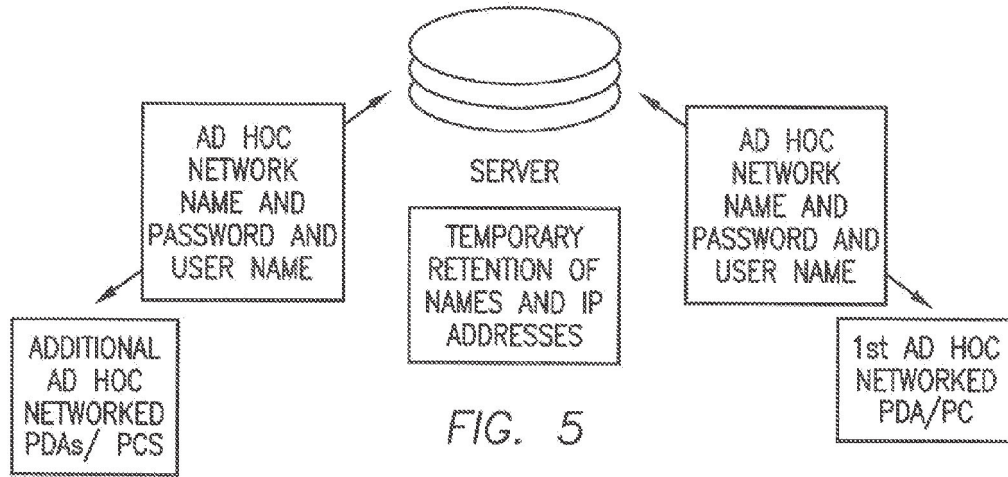 AD HOC
NETWORK
NAME AND
PASSWORD AND
USER NAME
SERVER
TEMPORARY
RETENTION OF
NAMES AND IP
ADDRESSES
AD HOC
NETWORK
NAME AND
PASSWORD AND
USER NAME
ADDITIONAL
AD HOC
NETWORKED
PDAs/ PCS
1st AD HOC
NETWORKED
PDA/PC
FIG. 5